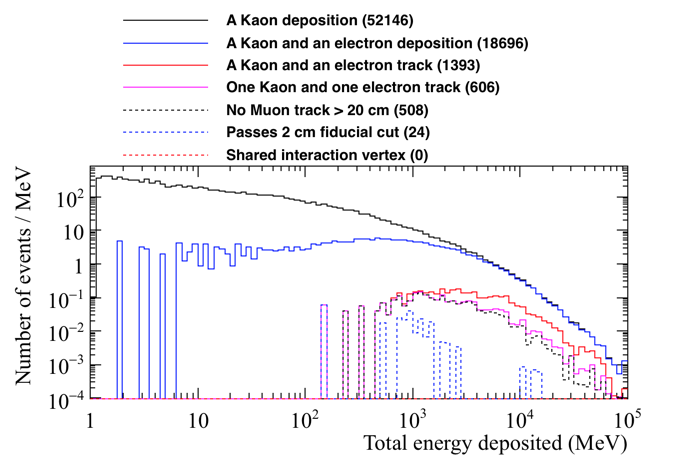 A Kaon deposition (52146)
A Kaon and an electron deposition (18696)
A Kaon and an electron track (1393)
One Kaon and one electron track (606)
No Muon track > 20 cm (508)
Passes 2 cm fiducial cut (24)
Shared interaction vertex (0)
Number of events / MeV
10²
10
1
10⁻¹
10⁻²
10⁻³
10⁻⁴
1 10 10² 10³ 10⁴ 10⁵
Total energy deposited (MeV)